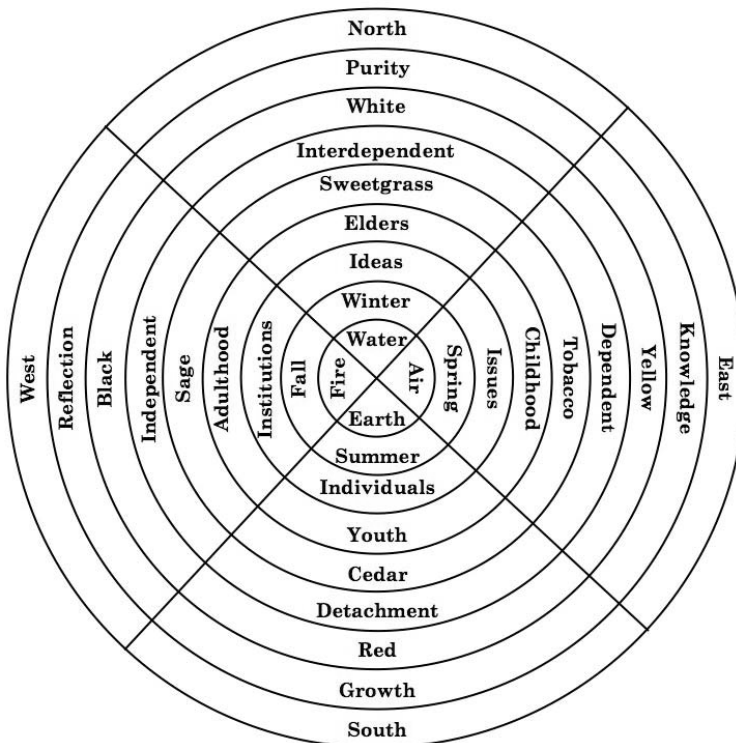 North
Purity
White
Interdependent
Sweetgrass
Elders
Ideas
Winter
Water
West
Reflection
Black
Independent
Sage
Adulthood
Institutions
Fall
Fire
Air
Spring
Issues
Childhood
Tobacco
Dependent
Yellow
Knowledge
East
Earth
Summer
Individuals
Youth
Cedar
Detachment
Red
Growth
South